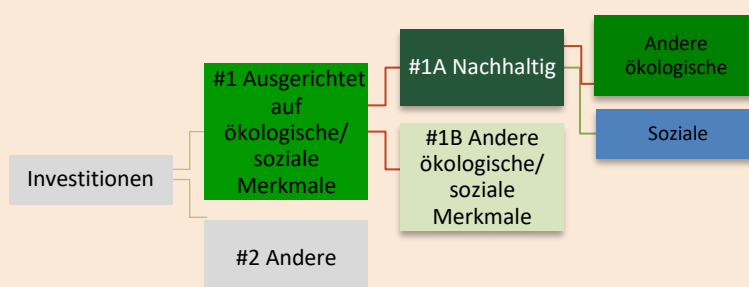 Investitionen
#1 Ausgerichtet
auf
ökologische/
soziale
Merkmale
#2 Andere
#1A Nachhaltig
#1B Andere
ökologische/
soziale
Merkmale
Andere
ökologische
Soziale